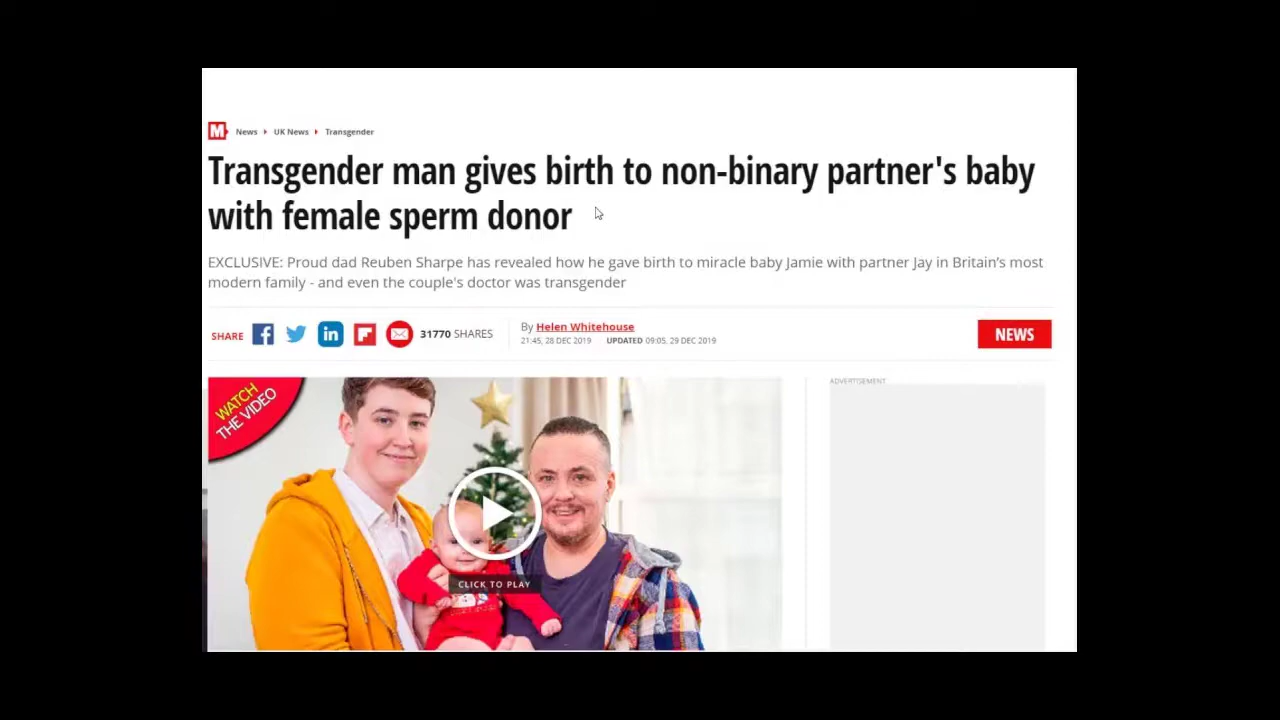 M News UK News Transgender
Transgender man gives birth to non-binary partner's baby
with female sperm donor
EXCLUSIVE: Proud dad Reuben Sharpe has revealed how he gave birth to miracle baby Jamie with partner Jay in Britain's most
modern family - and even the couple's doctor was transgender
SHARE f in 31770 SHARES
By Helen Whitehouse
21:45, 28 DEC 2019 UPDATED 09:05, 29 DEC 2019
NEWS
ADVERTISEMENT
WATCH
THE VIDEO
CLICK TO PLAY